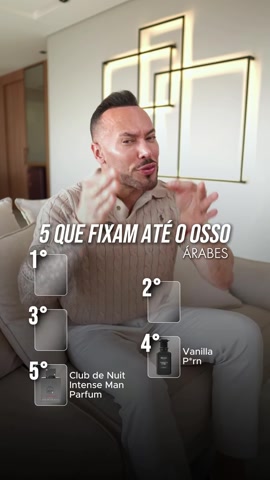 5 QUE FIXAM ATÉ O OSSO
ÁRABES
1°
2°
3°
4°
Vanilla
P*rn
5°
Club de Nuit
Intense Man
Parfum